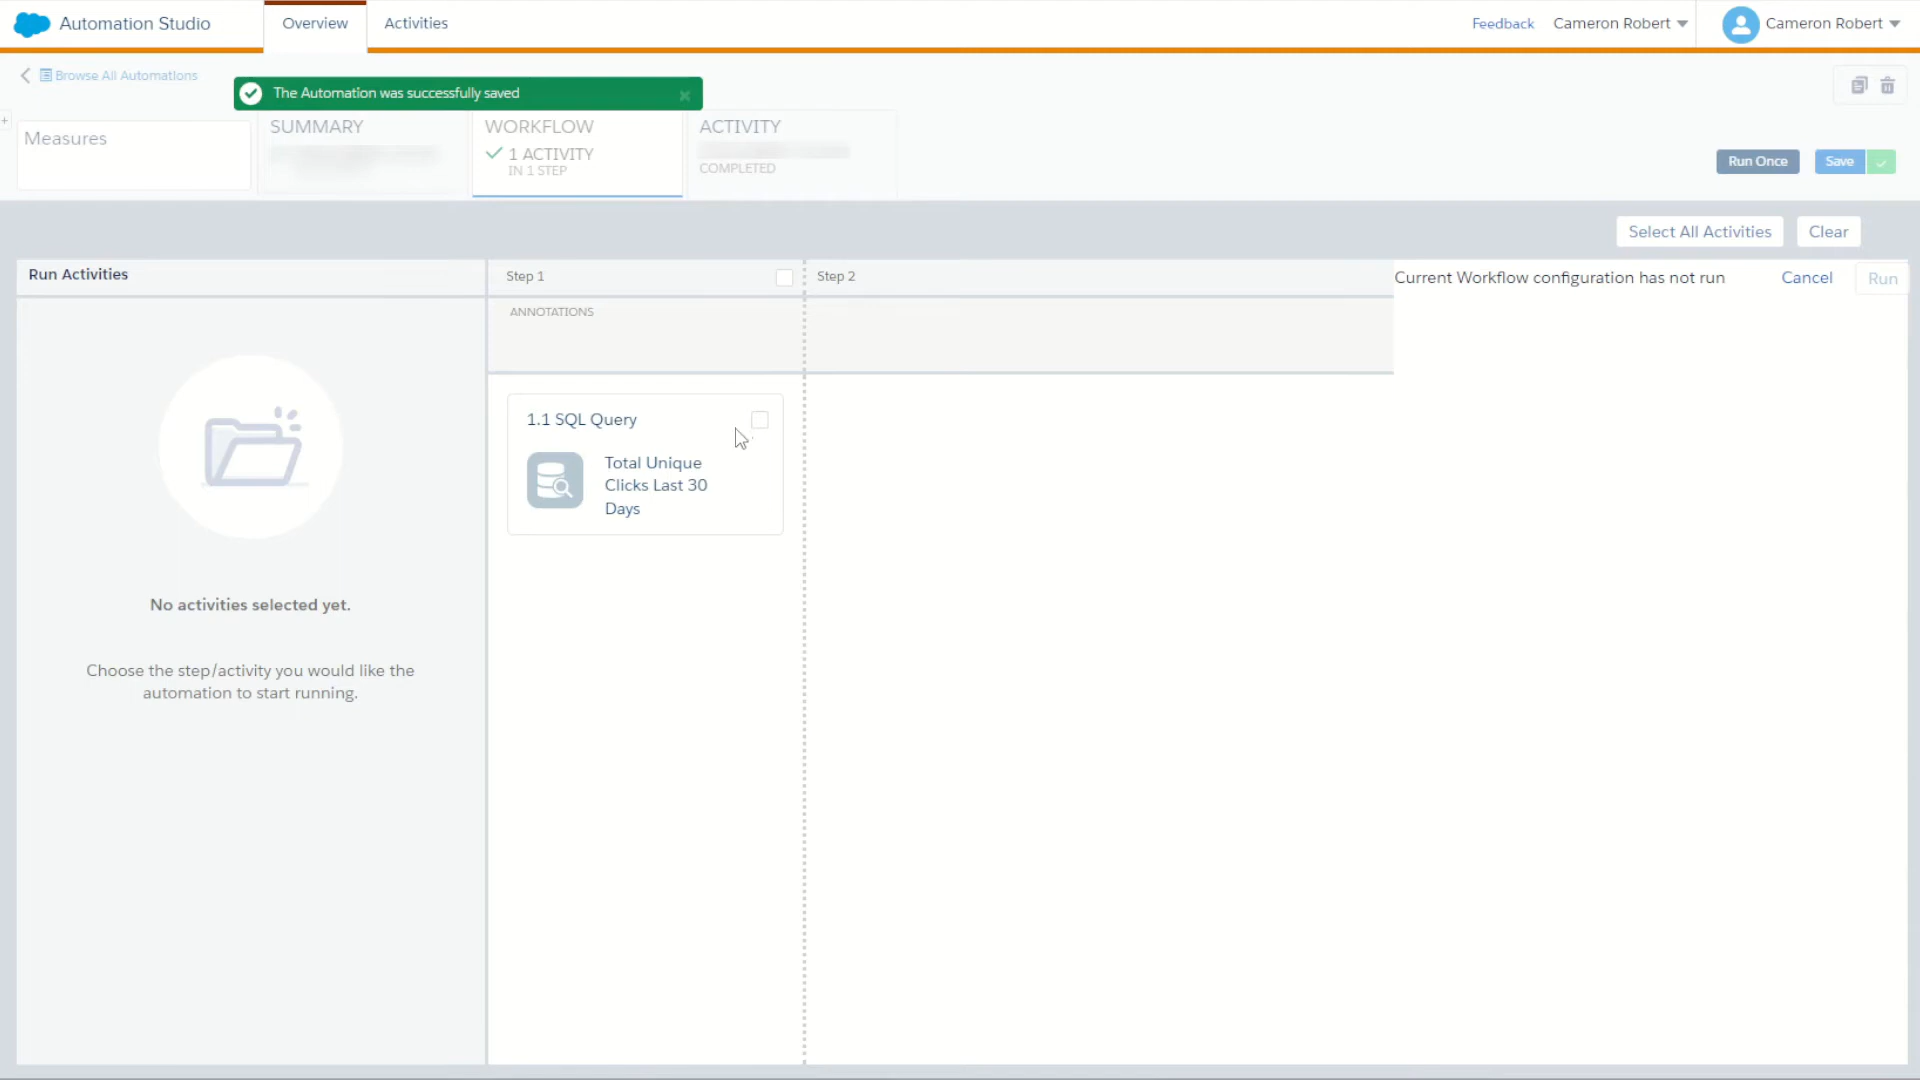 Automation Studio
Overview
Activities
Feedback
Cameron Robert
Cameron Robert
Browse All Automations
The Automation was successfully saved
Measures
SUMMARY
WORKFLOW
1 ACTIVITY
IN 1 STEP
ACTIVITY
COMPLETED
Run Once
Save
Select All Activities
Clear
Run Activities
Step 1
Step 2
Current Workflow configuration has not run
Cancel
Run
ANNOTATIONS
1.1 SQL Query
Total Unique
Clicks Last 30
Days
No activities selected yet.
Choose the step/activity you would like the
automation to start running.